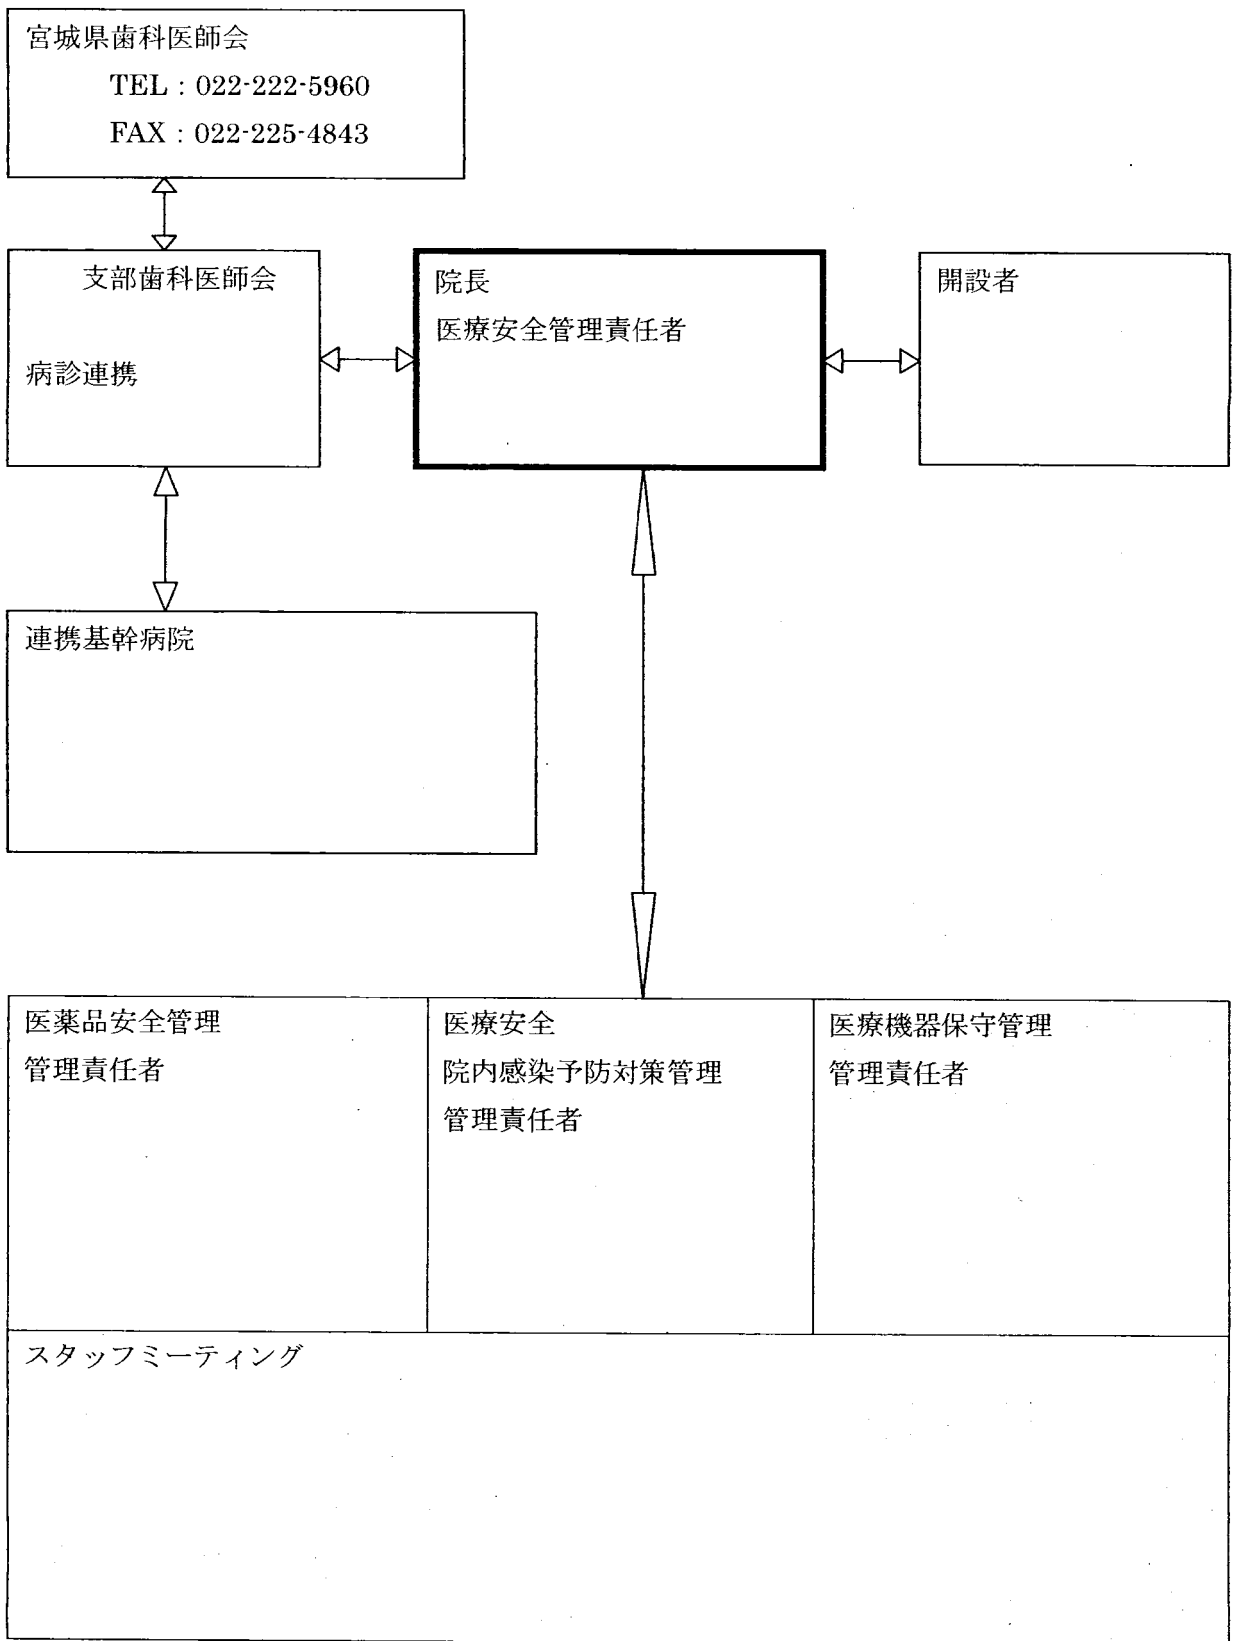 宮城県歯科医師会
TEL：022-222-5960
FAX：022-225-4843
支部歯科医師会
病診連携
院長
医療安全管理責任者
開設者
連携基幹病院
医薬品安全管理
管理責任者
医療安全
院内感染予防対策管理
管理責任者
医療機器保守管理
管理責任者
スタッフミーティング